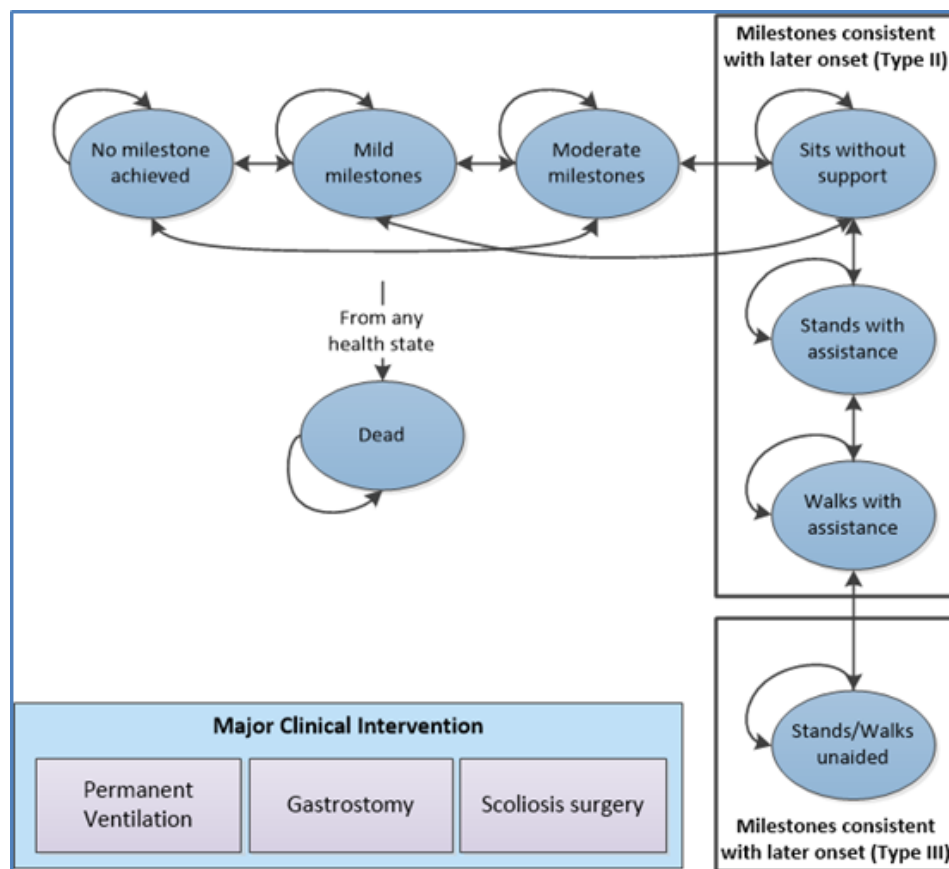 Milestones consistent
with later onset (Type II)
No milestone
achieved
Mild
milestones
Moderate
milestones
Sits without
support
Stands with
assistance
From any
health state
Dead
Walks with
assistance
Stands/Walks
unaided
Milestones consistent
with later onset (Type III)
Major Clinical Intervention
Permanent
Ventilation
Gastrostomy
Scoliosis surgery